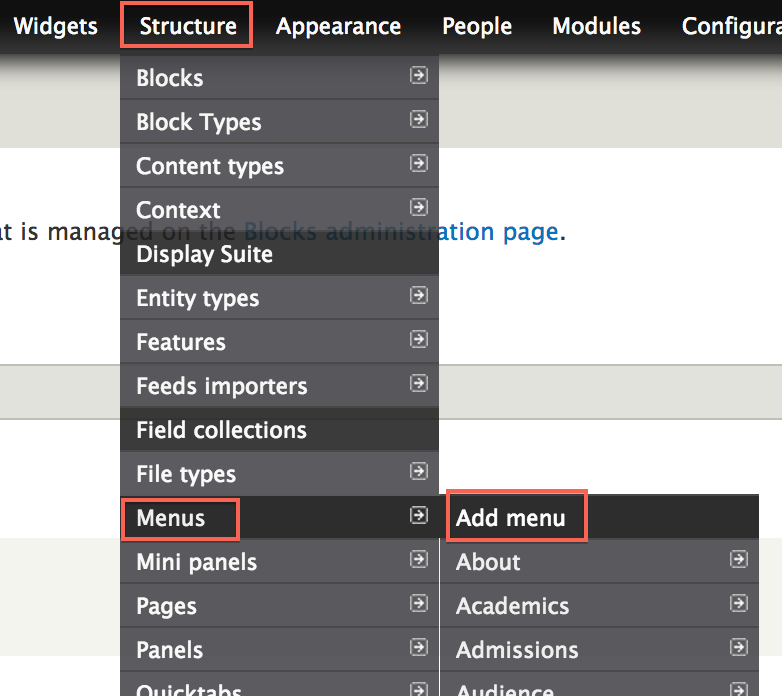 Widgets Structure Appearance People Modules Configura
Blocks
Block Types
Content types
Context
at is managed on the Blocks administration page.
Display Suite
Entity types
Features
Feeds importers
Field collections
File types
Menus Add menu
Mini panels About
Pages Academics
Panels Admissions
Quicktabs Audience